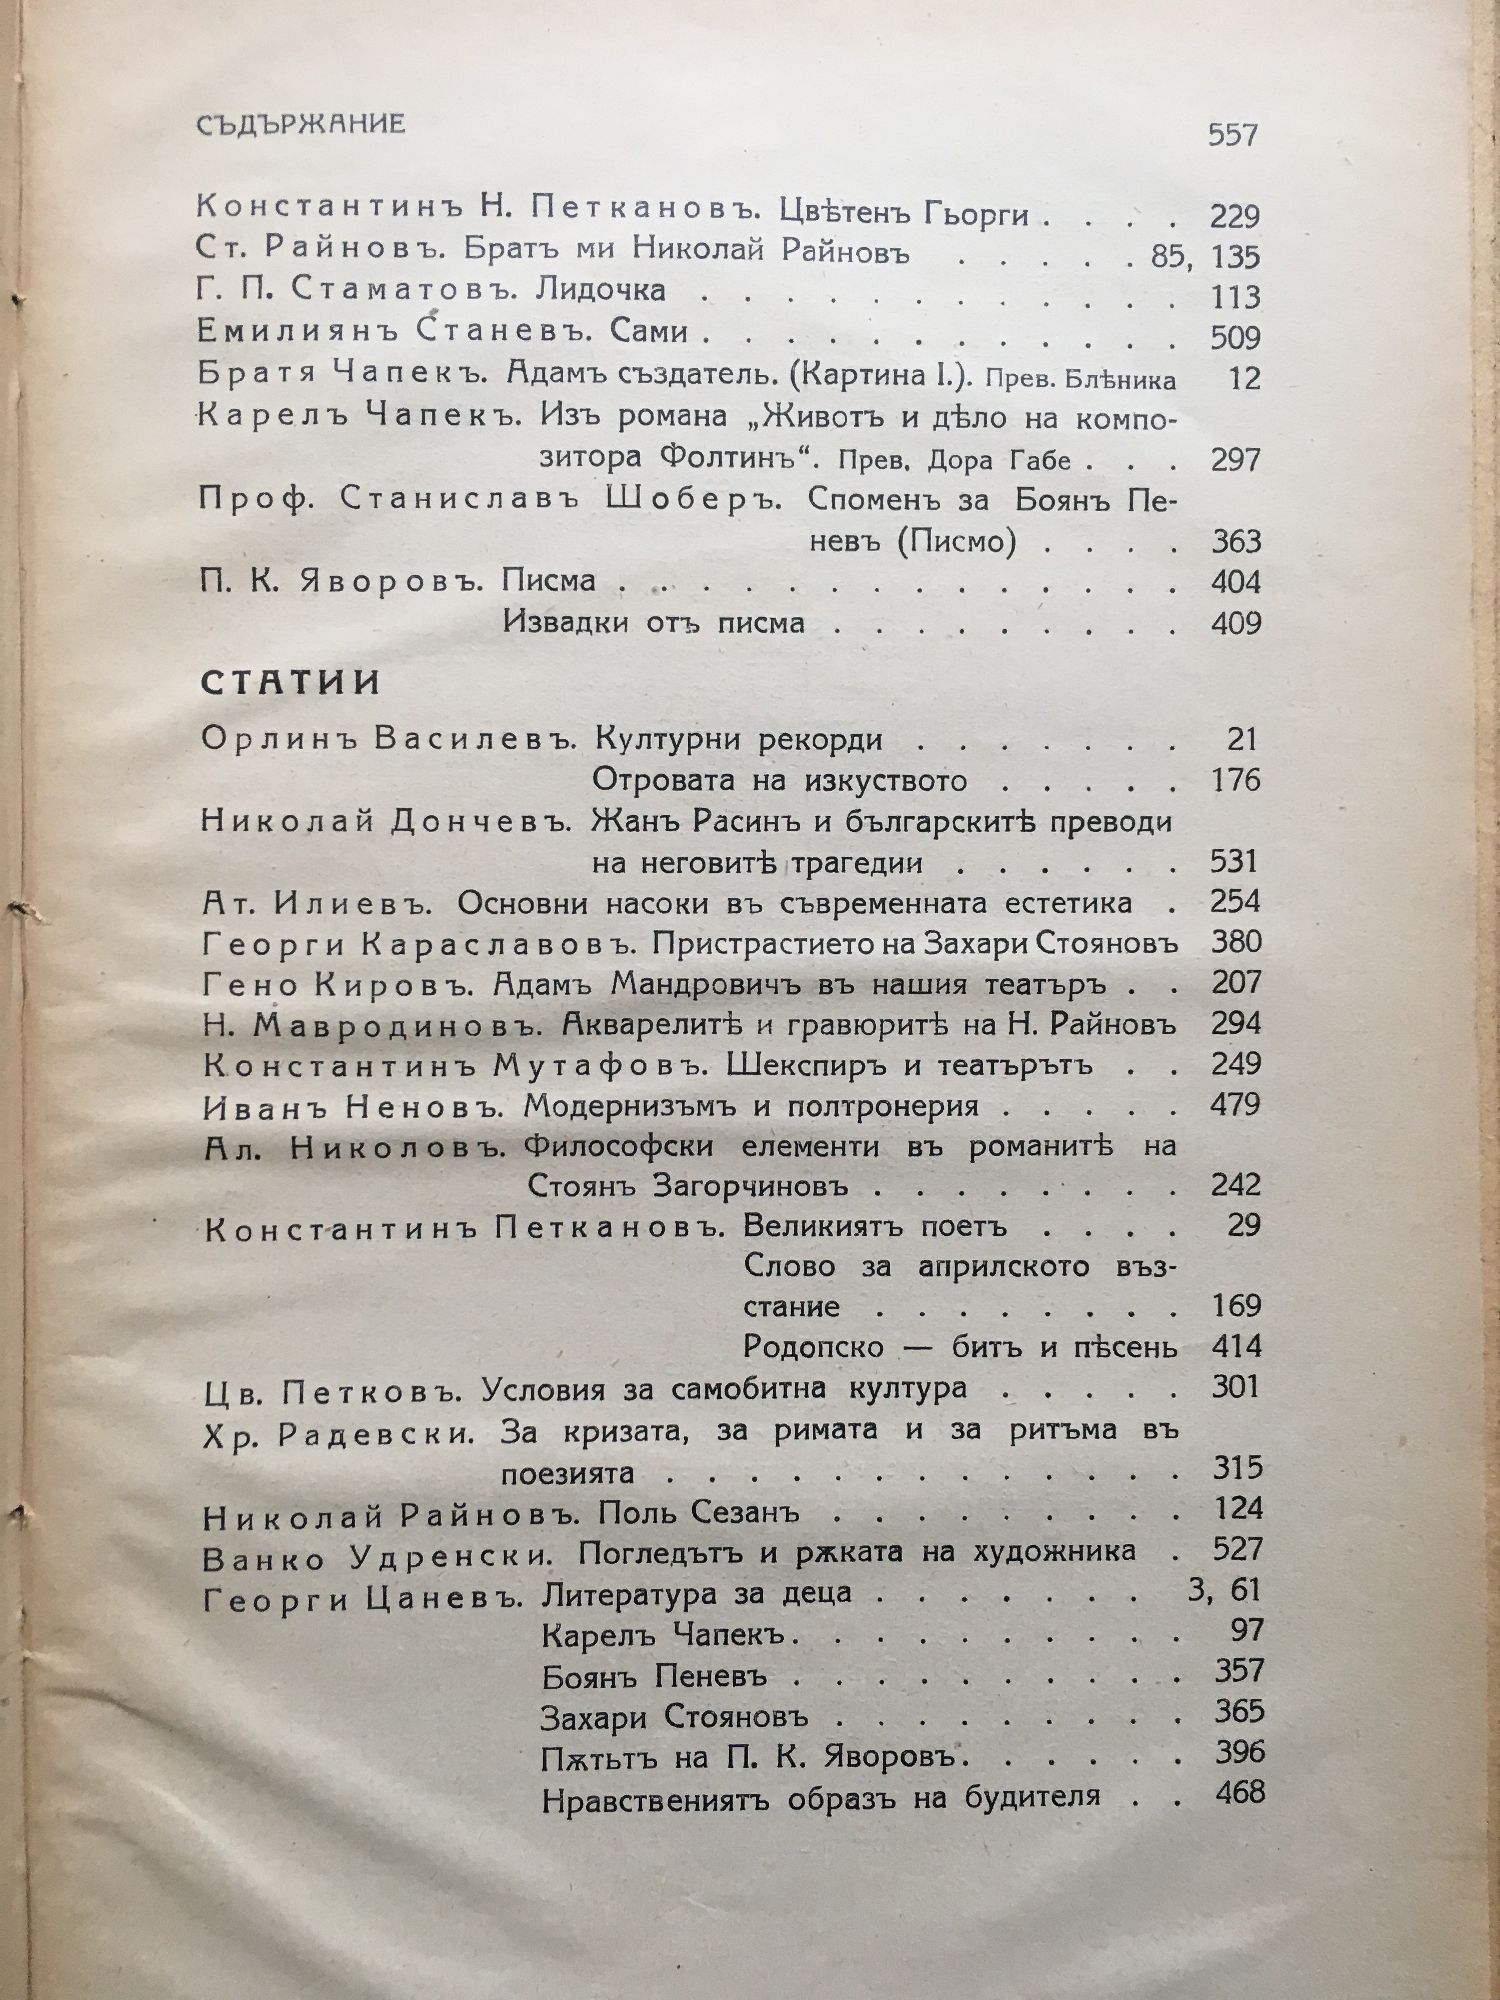 СЪДЪРЖАНИЕ 557
Константинъ Н. Петкановъ. Цвѣтенъ Гьорги . . . . 229
Ст. Райновъ. Братъ ми Николай Райновъ . . . . . 85, 135
Г. П. Стаматовъ. Лидочка . . . . . . . . . . . . 113
Емилиянъ Станевъ. Сами . . . . . . . . . . . . 509
Братя Чапекъ. Адамъ създатель. (Картина I.). Прев. Блѣника 12
Карелъ Чапекъ. Изъ романа „Животъ и дѣло на компо-
зитора Фолтинъ“. Прев. Дора Габе . . . 297
Проф. Станиславъ Шоберъ. Споменъ за Боянъ Пе-
невъ (Писмо) . . . . 363
П. К. Яворовъ. Писма . . . . . . . . . . . . . . 404
Извадки отъ писма . . . . . . . . . 409
СТАТИИ
Орлинъ Василевъ. Културни рекорди . . . . . . . 21
Отровата на изкуството . . . . . 176
Николай Дончевъ. Жанъ Расинъ и българскитѣ преводи
на неговитѣ трагедии . . . . . . 531
Ат. Илиевъ. Основни насоки въ съвременната естетика . 254
Георги Караславовъ. Пристрастието на Захари Стояновъ 380
Гено Кировъ. Адамъ Мандровичъ въ нашия театъръ . . 207
Н. Мавродиновъ. Акварелитѣ и гравюритѣ на Н. Райновъ 294
Константинъ Мутафовъ. Шекспиръ и театърътъ . . 249
Иванъ Неновъ. Модернизъмъ и полтронерия . . . . . 479
Ал. Николовъ. Философски елементи въ романитѣ на
Стоянъ Загорчиновъ . . . . . . . . 242
Константинъ Петкановъ. Великиятъ поетъ . . . . 29
Слово за априлското въз-
стание . . . . . . . . 169
Родопско — битъ и пѣсень 414
Цв. Петковъ. Условия за самобитна култура . . . . . 301
Хр. Радевски. За кризата, за римата и за ритъма въ
поезията . . . . . . . . . . . . . 315
Николай Райновъ. Поль Сезанъ . . . . . . . . . 124
Ванко Удренски. Погледътъ и рѫката на художника . 527
Георги Цаневъ. Литература за деца . . . . . . . 3, 61
Карелъ Чапекъ. . . . . . . . . . 97
Боянъ Пеневъ . . . . . . . . . . 357
Захари Стояновъ . . . . . . . . . 365
Пѫтьтъ на П. К. Яворовъ. . . . . . 396
Нравствениятъ образъ на будителя . . 468